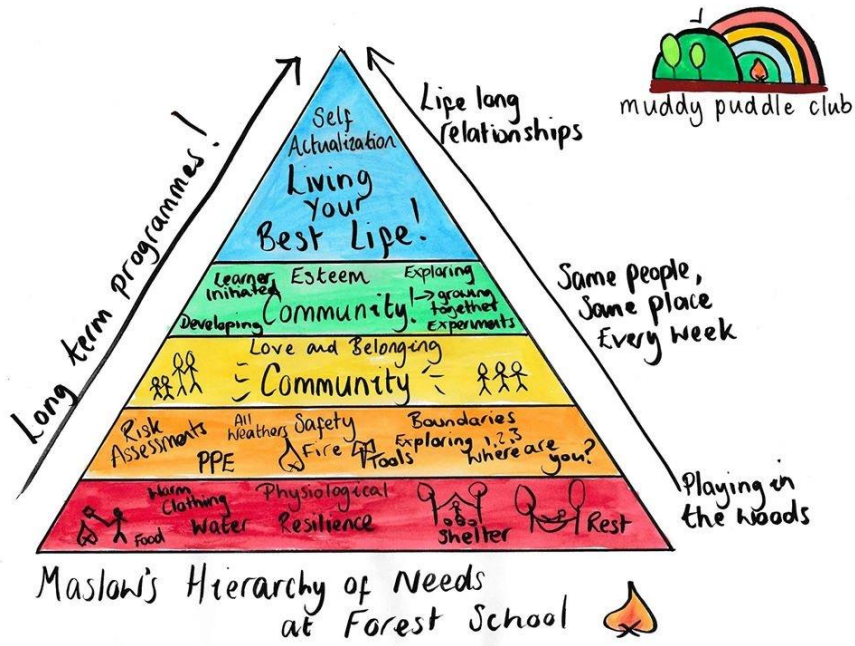 muddy puddle club
Long term programmes!
Life long
relationships
Same people,
Same place
Every week
Playing in
the woods
Self
Actualization
Living
Your
Best Life!
Esteem
Learner
Initiated
Developing
Community!
Exploring
→ growing
together
Experiments
Love and Belonging
Community
Risk
Assessments
PPE
All
Weathers
Safety
Fire
Tools
Boundaries
Exploring 1,2,3
Where are
you?
Physiological
Warm
Clothing
Food
Water
Resilience
Shelter
Rest
Maslow's Hierarchy of Needs
at Forest School